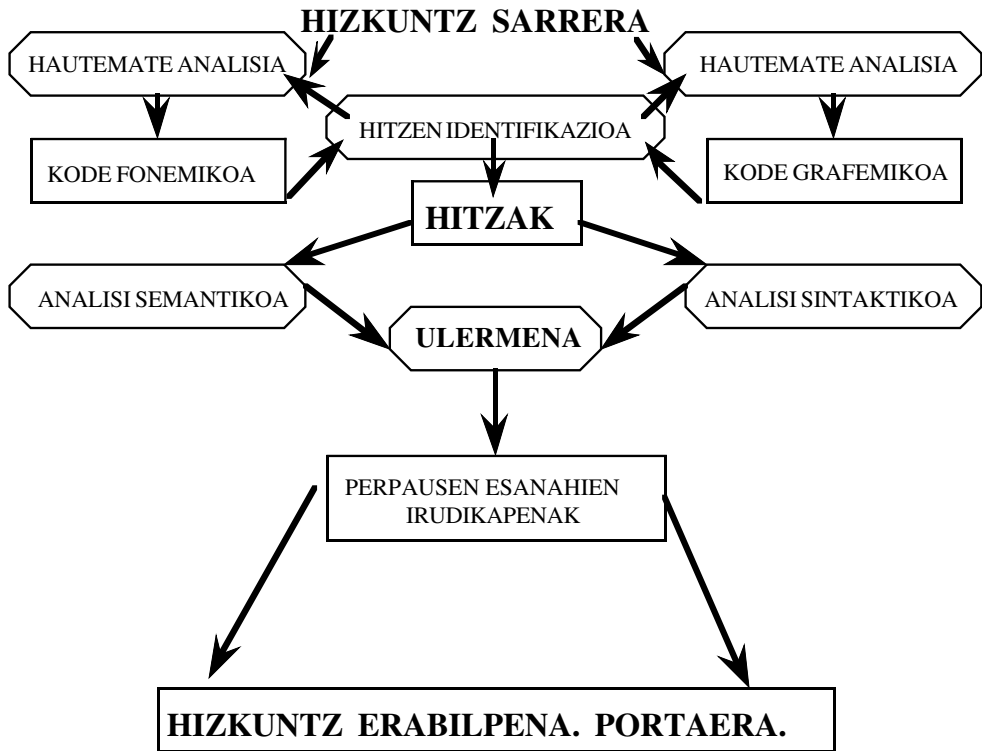 HIZKUNTZ SARRERA
HAUTEMATE ANALISIA
HAUTEMATE ANALISIA
HITZEN IDENTIFIKAZIOA
KODE FONEMIKOA
KODE GRAFEMIKOA
HITZAK
ANALISI SEMANTIKOA
ANALISI SINTAKTIKOA
ULERMENA
PERPAUSEN ESANAHIEN
IRUDIKAPENAK
HIZKUNTZ ERABILPENA. PORTAERA.